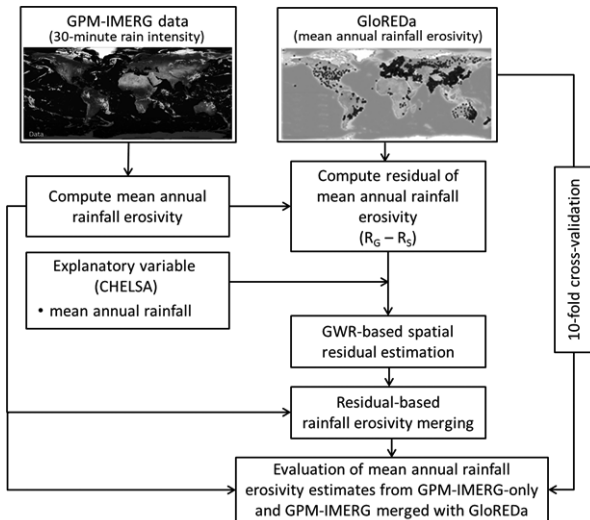 GPM-IMERG data
(30-minute rain intensity)
Data
GloREDa
(mean annual rainfall erosivity)
Compute mean annual
rainfall erosivity
Compute residual of
mean annual rainfall
erosivity
(R_G – R_S)
Explanatory variable
(CHELSA)
• mean annual rainfall
GWR-based spatial
residual estimation
Residual-based
rainfall erosivity merging
Evaluation of mean annual rainfall
erosivity estimates from GPM-IMERG-only
and GPM-IMERG merged with GloREDa
10-fold cross-validation